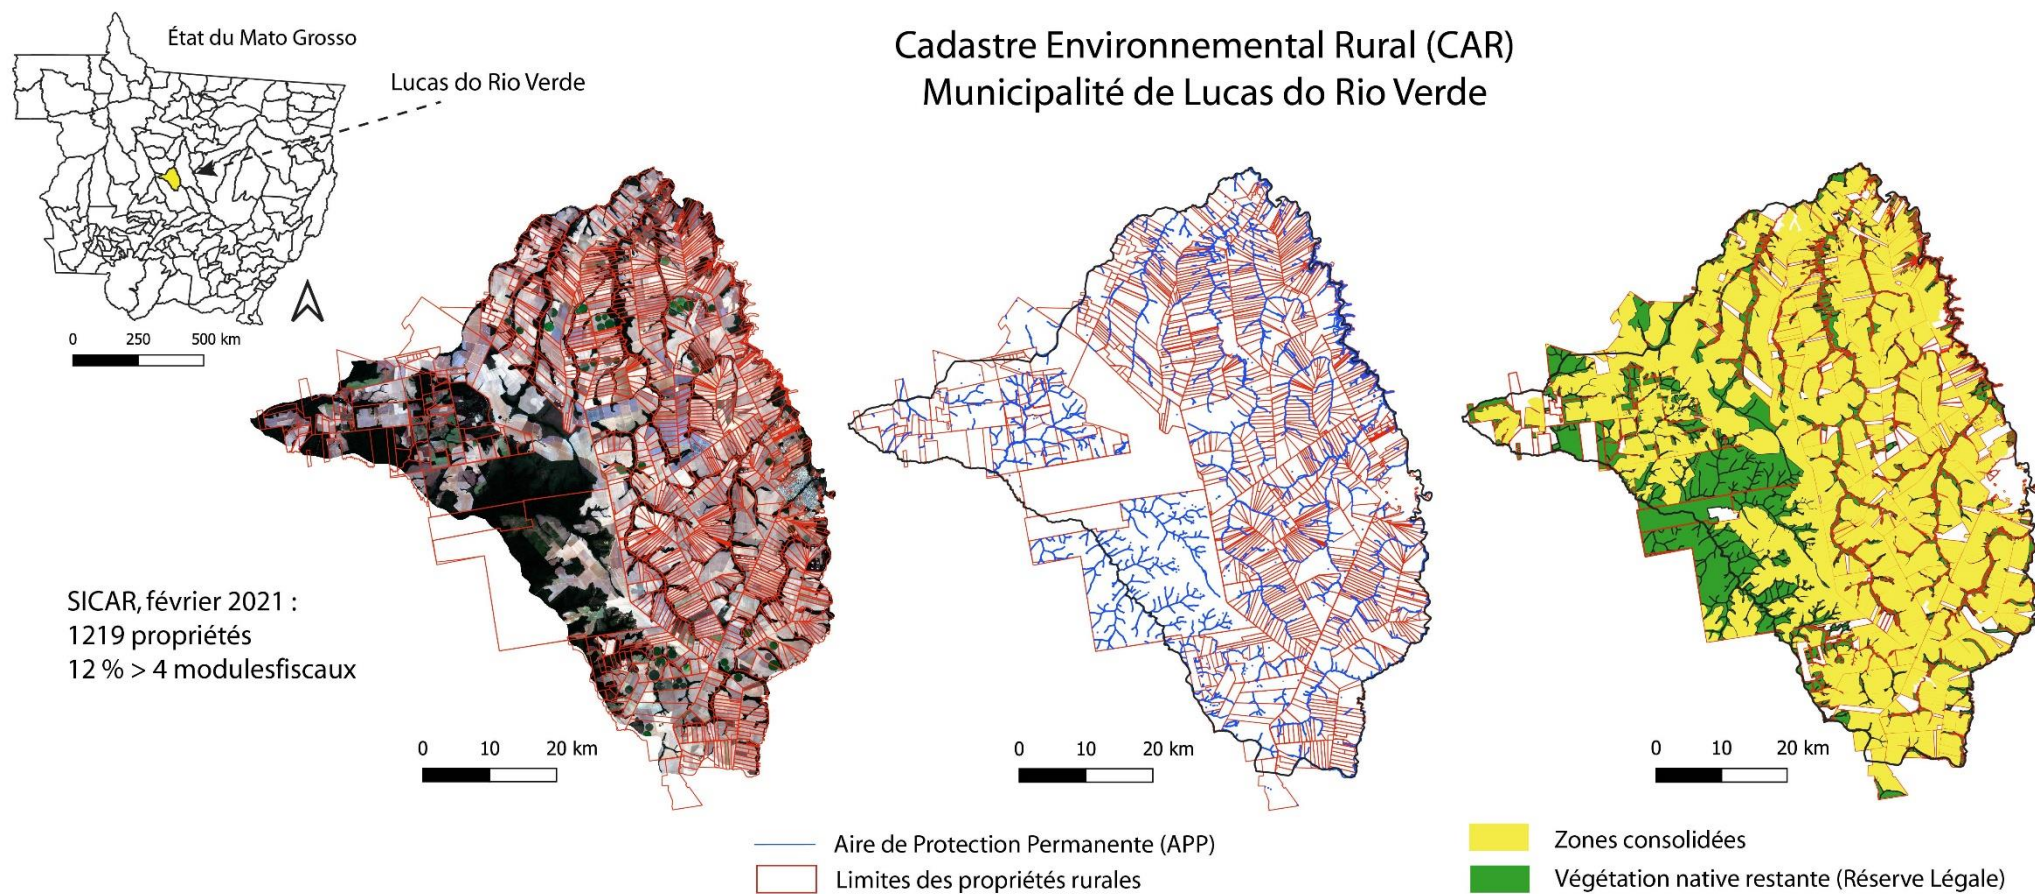 État du Mato Grosso
Lucas do Rio Verde
0 250 500 km
Cadastre Environnemental Rural (CAR)
Municipalité de Lucas do Rio Verde
SICAR, février 2021 :
1219 propriétés
12 % > 4 modulesfiscaux
0 10 20 km
0 10 20 km
0 10 20 km
Aire de Protection Permanente (APP)
Limites des propriétés rurales
Zones consolidées
Végétation native restante (Réserve Légale)